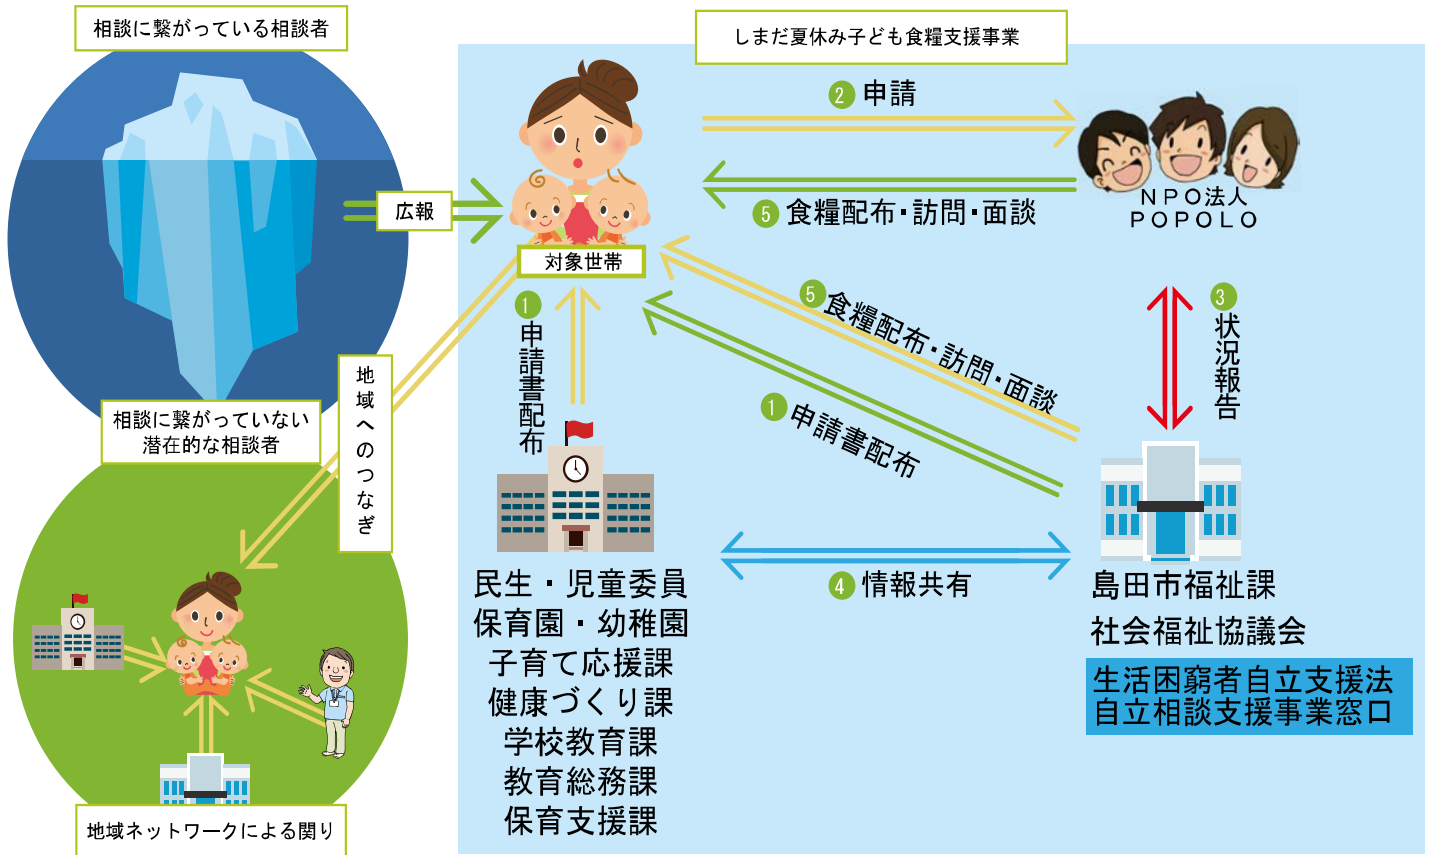 相談に繋がっている相談者
しまだ夏休み子ども食糧支援事業
2 申請
広報
5 食糧配布・訪問・面談
NPO法人
POPOLO
対象世帯
1 申請書配布
5 食糧配布・訪問・面談
1 申請書配布
3 状況報告
相談に繋がっていない
潜在的な相談者
地域へのつなぎ
4 情報共有
民生・児童委員
保育園・幼稚園
子育て応援課
健康づくり課
学校教育課
教育総務課
保育支援課
島田市福祉課
社会福祉協議会
生活困窮者自立支援法
自立相談支援事業窓口
地域ネットワークによる関り